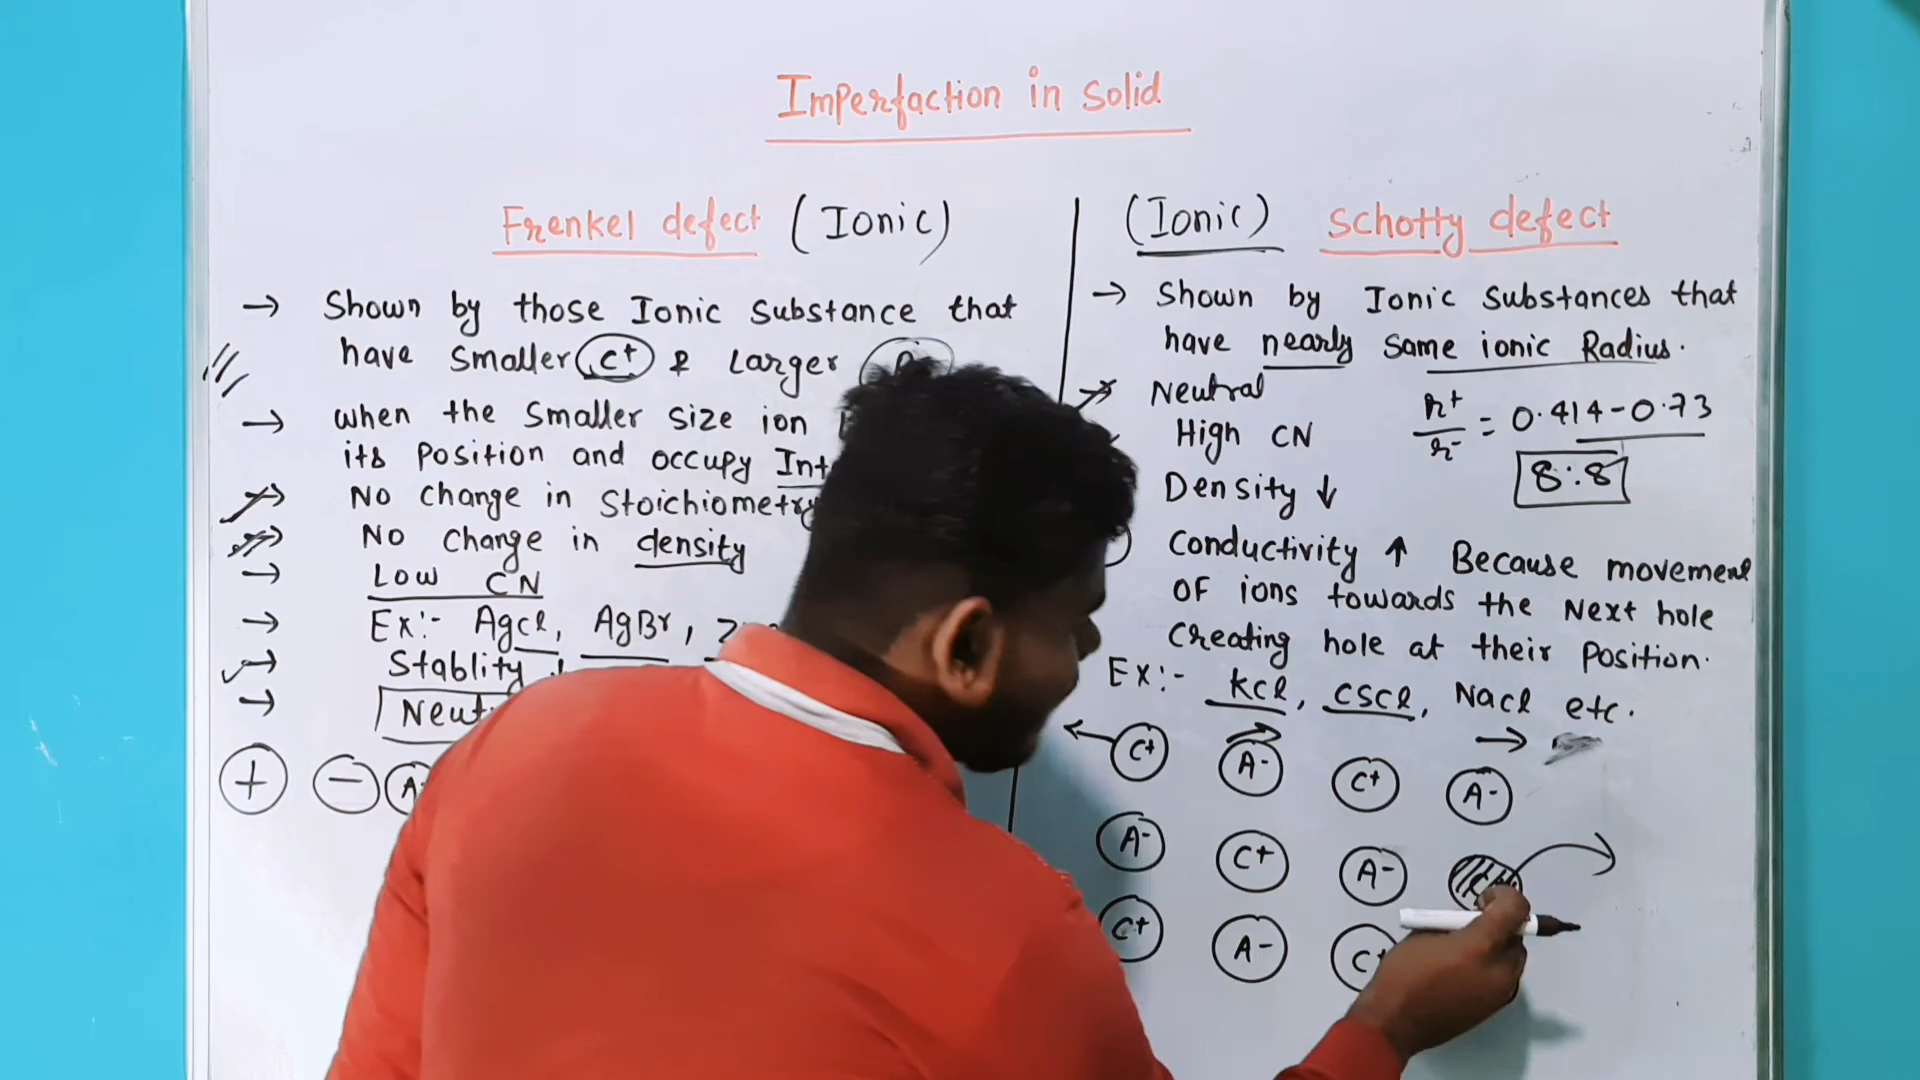 Imperfaction in solid
Frenkel defect (Ionic)
→ Shown by those Ionic Substance that
have Smaller C+ & Larger
→ when the Smaller Size ion
its position and occupy
→ No change in Stoichiometry
→ No change in density
→ Low CN
→ Ex:- Agcl, AgBr,
→ Stablity
→
+ - A-
(Ionic) Schotty defect
→ Shown by Ionic Substances that
have nearly same ionic Radius.
→ Neutral
High CN
r+/r- = 0.414-0.73
8:8
Density ↓
Conductivity ↑ Because movement
OF ions towards the Next hole
Creating hole at their position.
Ex:- KCl, CSCl, Nacl etc.
C+ A- C+ A-
A- C+ A-
C+ A- C+